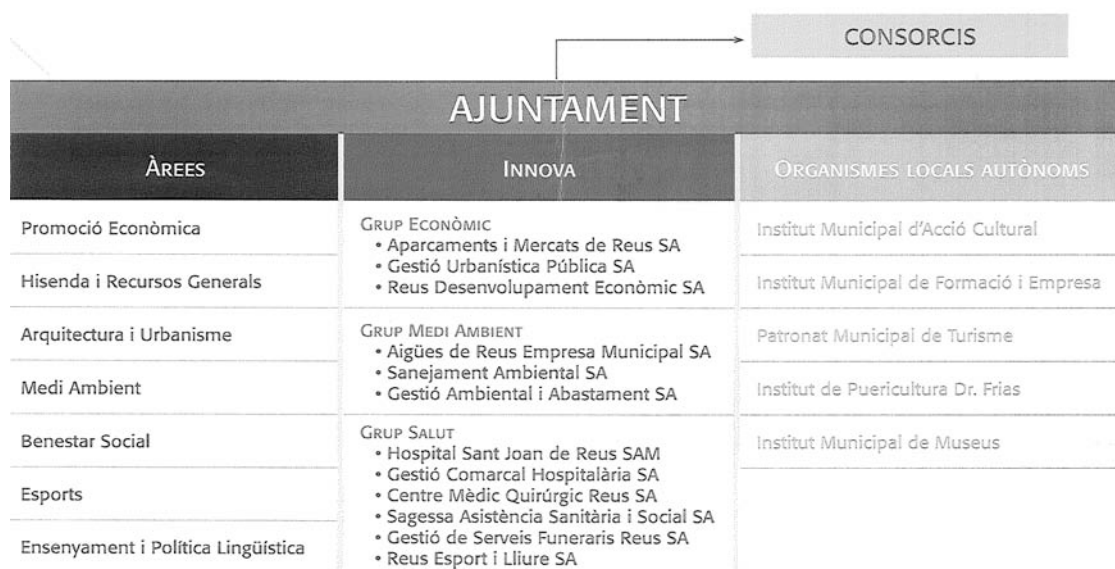 CONSORCIS
AJUNTAMENT
ÀREES
Promoció Econòmica
Hisenda i Recursos Generals
Arquitectura i Urbanisme
Medi Ambient
Benestar Social
Esports
Ensenyament i Política Lingüística
INNOVA
GRUP ECONÒMIC
• Aparcaments i Mercats de Reus SA
• Gestió Urbanística Pública SA
• Reus Desenvolupament Econòmic SA
GRUP MEDI AMBIENT
• Aigües de Reus Empresa Municipal SA
• Sanejament Ambiental SA
• Gestió Ambiental i Abastament SA
GRUP SALUT
• Hospital Sant Joan de Reus SAM
• Gestió Comarcal Hospitalària SA
• Centre Mèdic Quirúrgic Reus SA
• Sagessa Asistència Sanitària i Social SA
• Gestió de Serveis Funeraris Reus SA
• Reus Esport i Lliure SA
ORGANISMES LOCALS AUTÒNOMS
Institut Municipal d'Acció Cultural
Institut Municipal de Formació i Empresa
Patronat Municipal de Turisme
Institut de Puericultura Dr. Frias
Institut Municipal de Museus